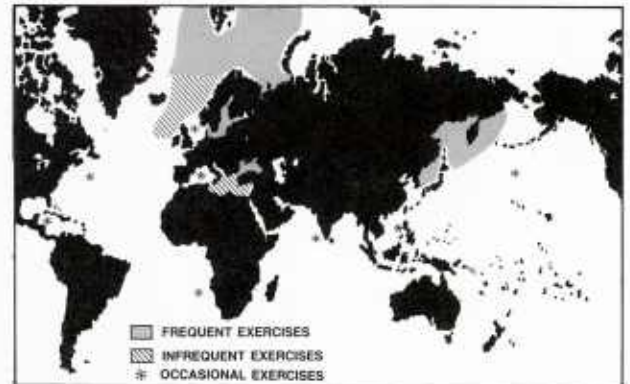 FREQUENT EXERCISES
INFREQUENT EXERCISES
* OCCASIONAL EXERCISES